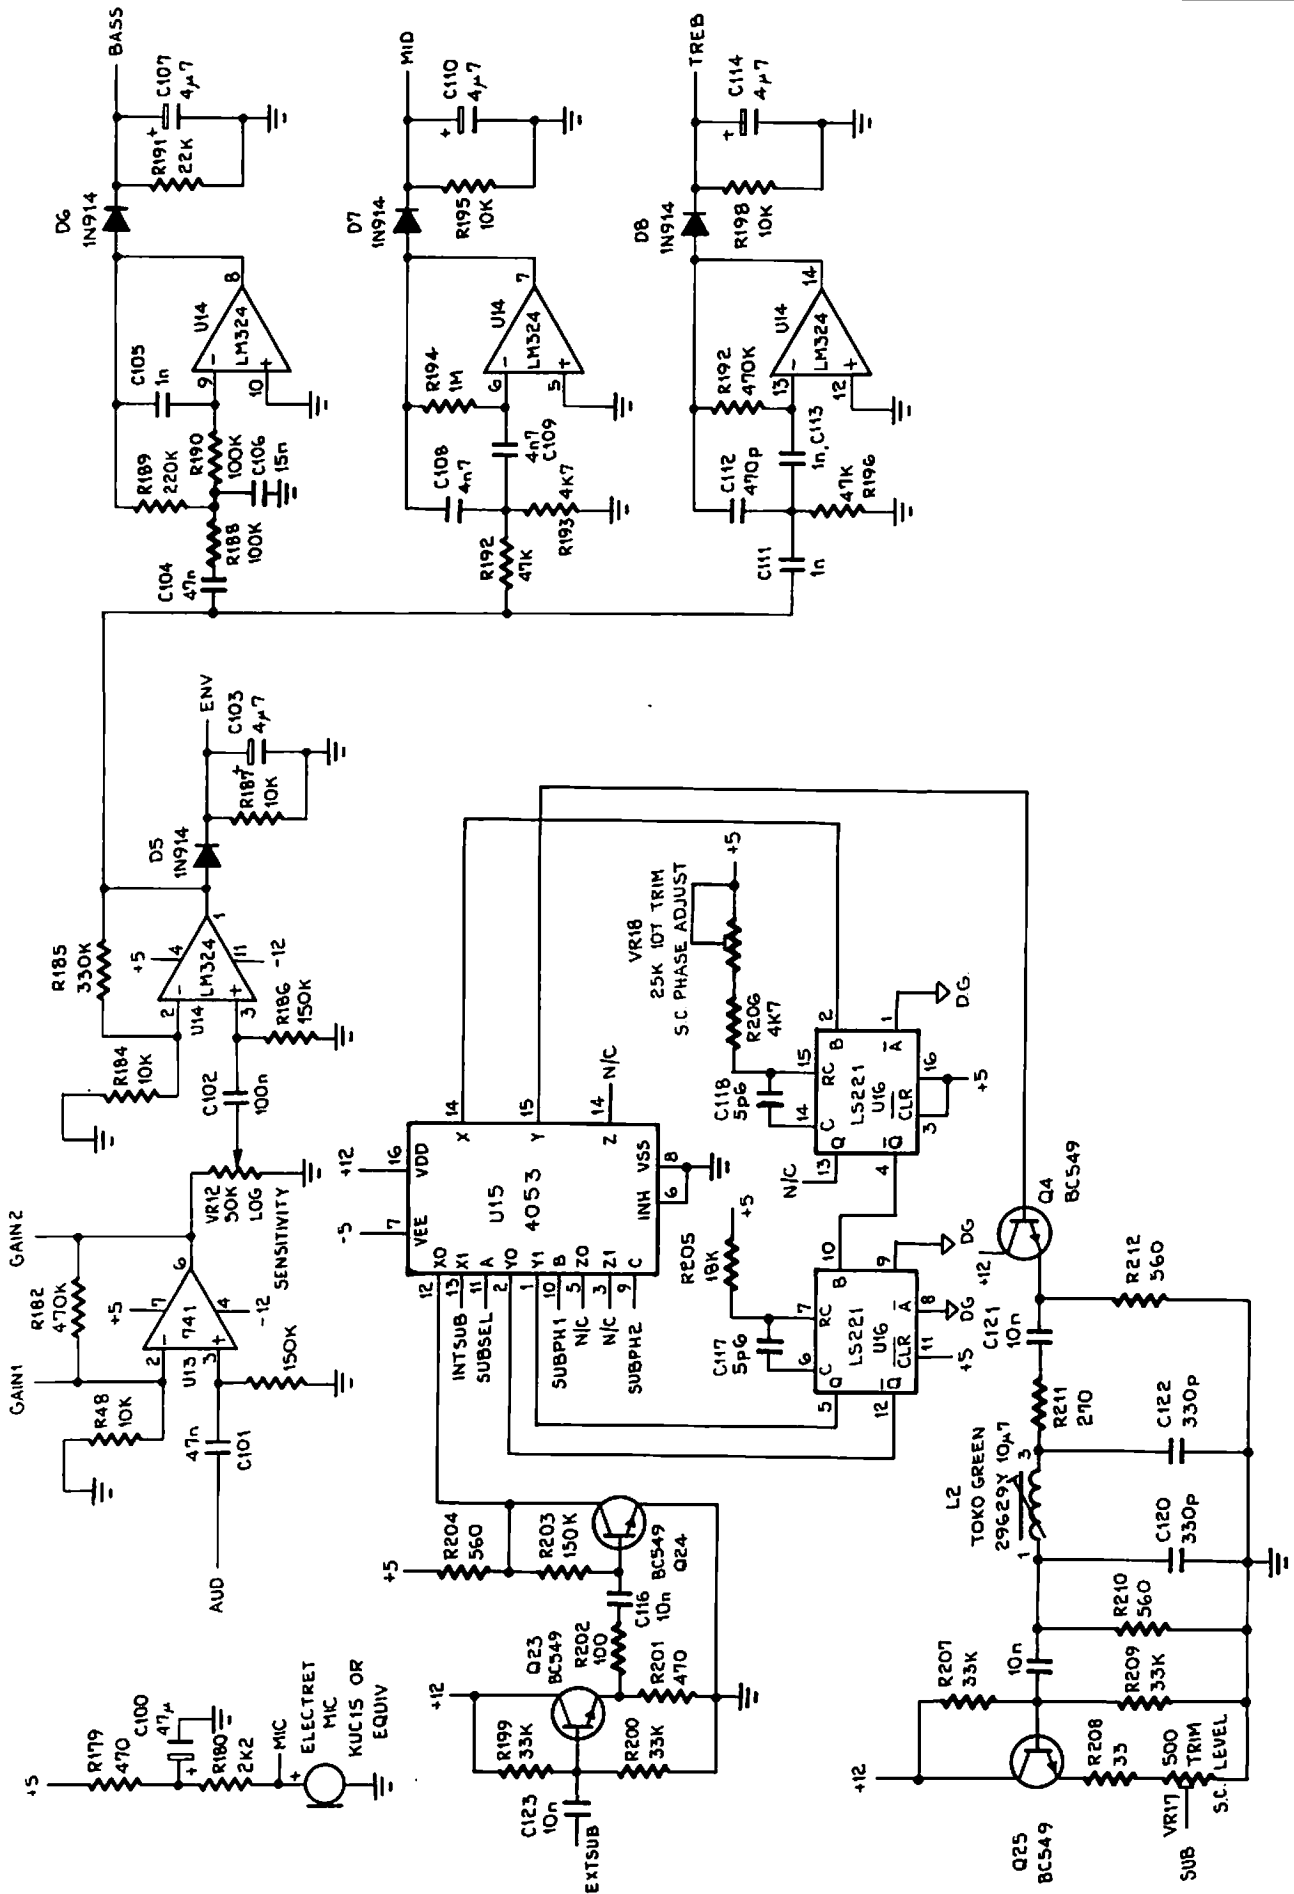 +5
R179
470
C100
47µ
+
R180
2K2
MIC
+
ELECTRET
MIC
KUC15 OR
EQUIV
AUD
47n
C101
GAIN1
GAIN2
R48
10K
R182
470K
150K
2
3
U13
741
-
+
+5
7
4
-12
6
VR12
50K
LOG
SENSITIVITY
C102
100n
R184
10K
R185
330K
R186
150K
2
3
U14
LM324
-
+
+5
4
11
-12
1
D5
1N914
R187
10K
+
C103
4µ7
ENV
C104
47n
R188
100K
R189
220K
R190
100K
C106
15n
C105
1n
9
10
-
+
U14
LM324
8
D6
1N914
R191
22K
+
C107
4µ7
BASS
R192
47K
R193
4K7
C108
4n7
4n7
C109
R194
1M
6
5
-
+
U14
LM324
7
D7
1N914
R195
10K
+
C110
4µ7
MID
C111
1n
C112
470p
47K
R196
1n,C113
R192
470K
13
12
-
+
U14
LM324
14
D8
1N914
R198
10K
+
C114
4µ7
TREB
EXTSUB
C123
10n
+12
R199
33K
R200
33K
Q23
BC549
R202
100
R201
470
C116
10n
+5
R204
560
R203
150K
BC549
Q24
-5
7
VEE
+12
16
VDD
U15
4053
12 X0
INTSUB 13 X1
SUBSEL 11 A
2 Y0
1 Y1
SUBPH1 10 B
N/C 5 Z0
N/C 3 Z1
SUBPH2 9 C
INH
VSS
6
8
X
14
Y
15
Z
14
N/C
R205
18K
+5
C117
5p6
6
7
C
RC
LS221
U16
5 Q
12 Q
CLR
A
B
10
9
DG
8
DG
11
+5
N/C
13 Q
4 Q
C118
5p6
14
15
C
RC
LS221
U16
CLR
A
B
2
1
D.G.
3
16
+5
R206
4K7
VR18
25K 10T TRIM
S.C PHASE ADJUST
+5
Q4
BC549
+12
R212
560
C121
10n
R211
270
L2
TOKO GREEN
29629Y 10µ7
1
3
C120
330p
C122
330p
R210
560
10n
R207
33K
R209
33K
+12
Q25
BC549
R208
33
VR17
500
TRIM
S.C. LEVEL
SUB